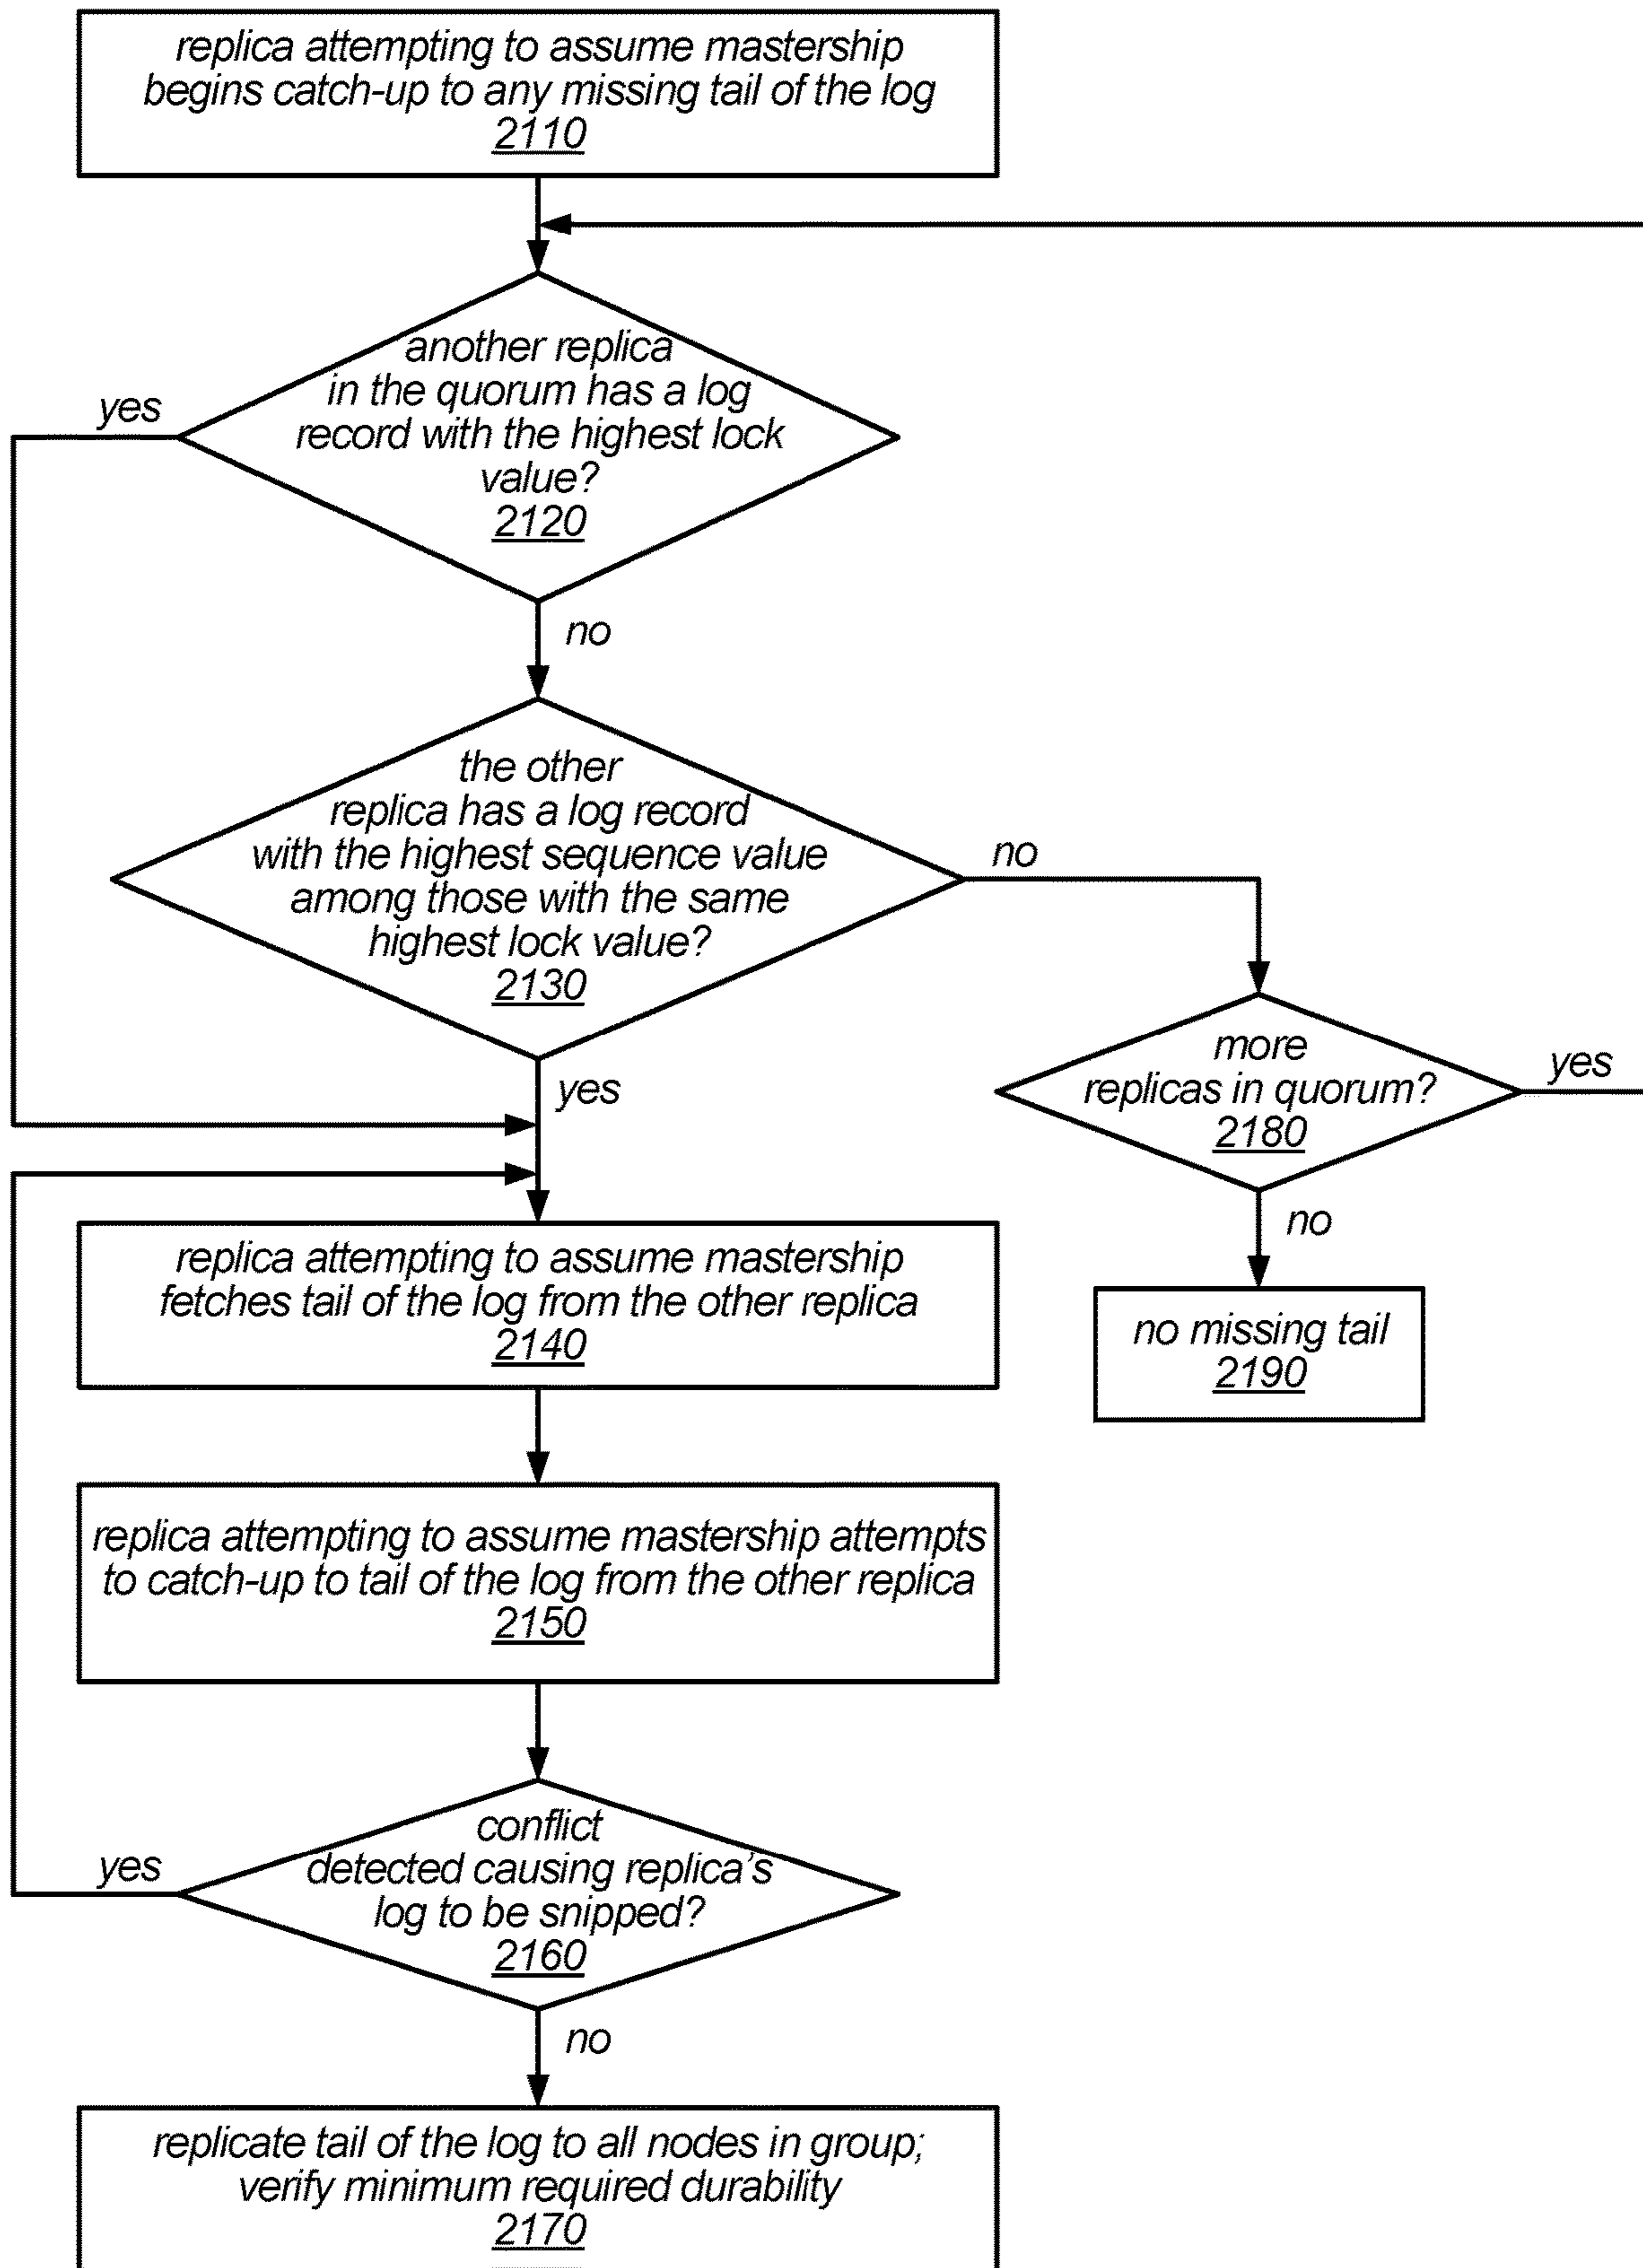 replica attempting to assume mastership
begins catch-up to any missing tail of the log
2110
another replica
in the quorum has a log
record with the highest lock
value?
2120
yes
no
the other
replica has a log record
with the highest sequence value
among those with the same
highest lock value?
2130
no
yes
more
replicas in quorum?
2180
yes
no
no missing tail
2190
replica attempting to assume mastership
fetches tail of the log from the other replica
2140
replica attempting to assume mastership attempts
to catch-up to tail of the log from the other replica
2150
conflict
detected causing replica's
log to be snipped?
2160
yes
no
replicate tail of the log to all nodes in group;
verify minimum required durability
2170